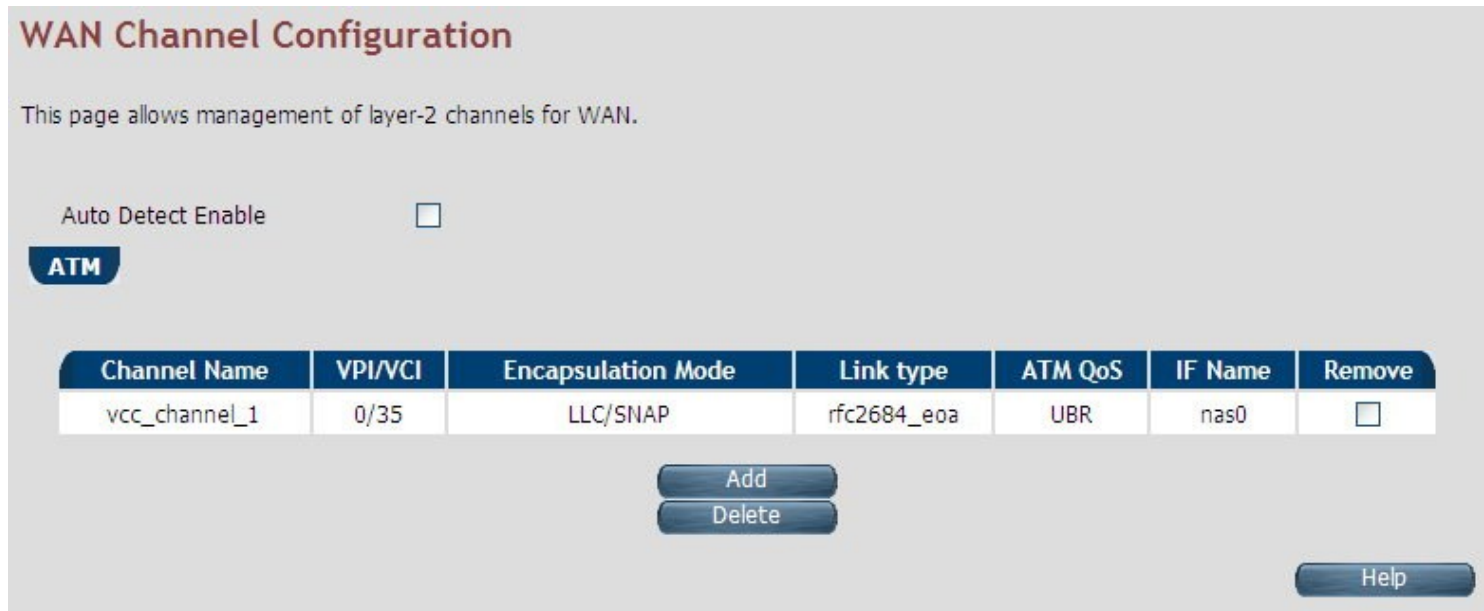 WAN Channel Configuration
This page allows management of layer-2 channels for WAN.
Auto Detect Enable
ATM
Channel Name VPI/VCI Encapsulation Mode Link type ATM QoS IF Name Remove
vcc_channel_1 0/35 LLC/SNAP rfc2684_eoa UBR nas0
Add
Delete
Help